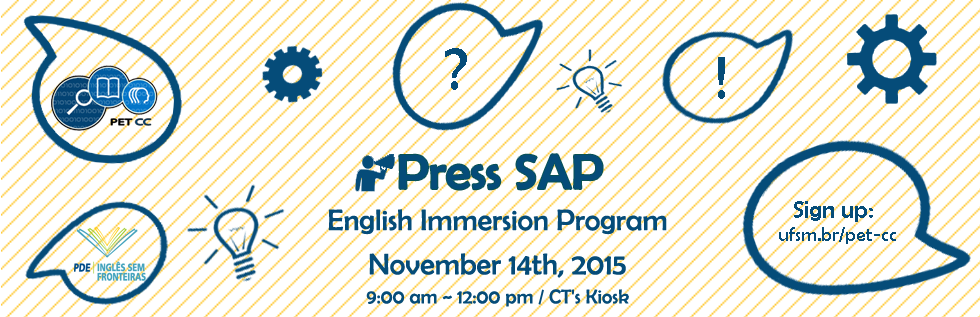 ?
!
PET CC
Press SAP
English Immersion Program
November 14th, 2015
9:00 am ~ 12:00 pm / CT's Kiosk
PDE INGLÊS SEM
FRONTEIRAS
Sign up:
ufsm.br/pet-cc